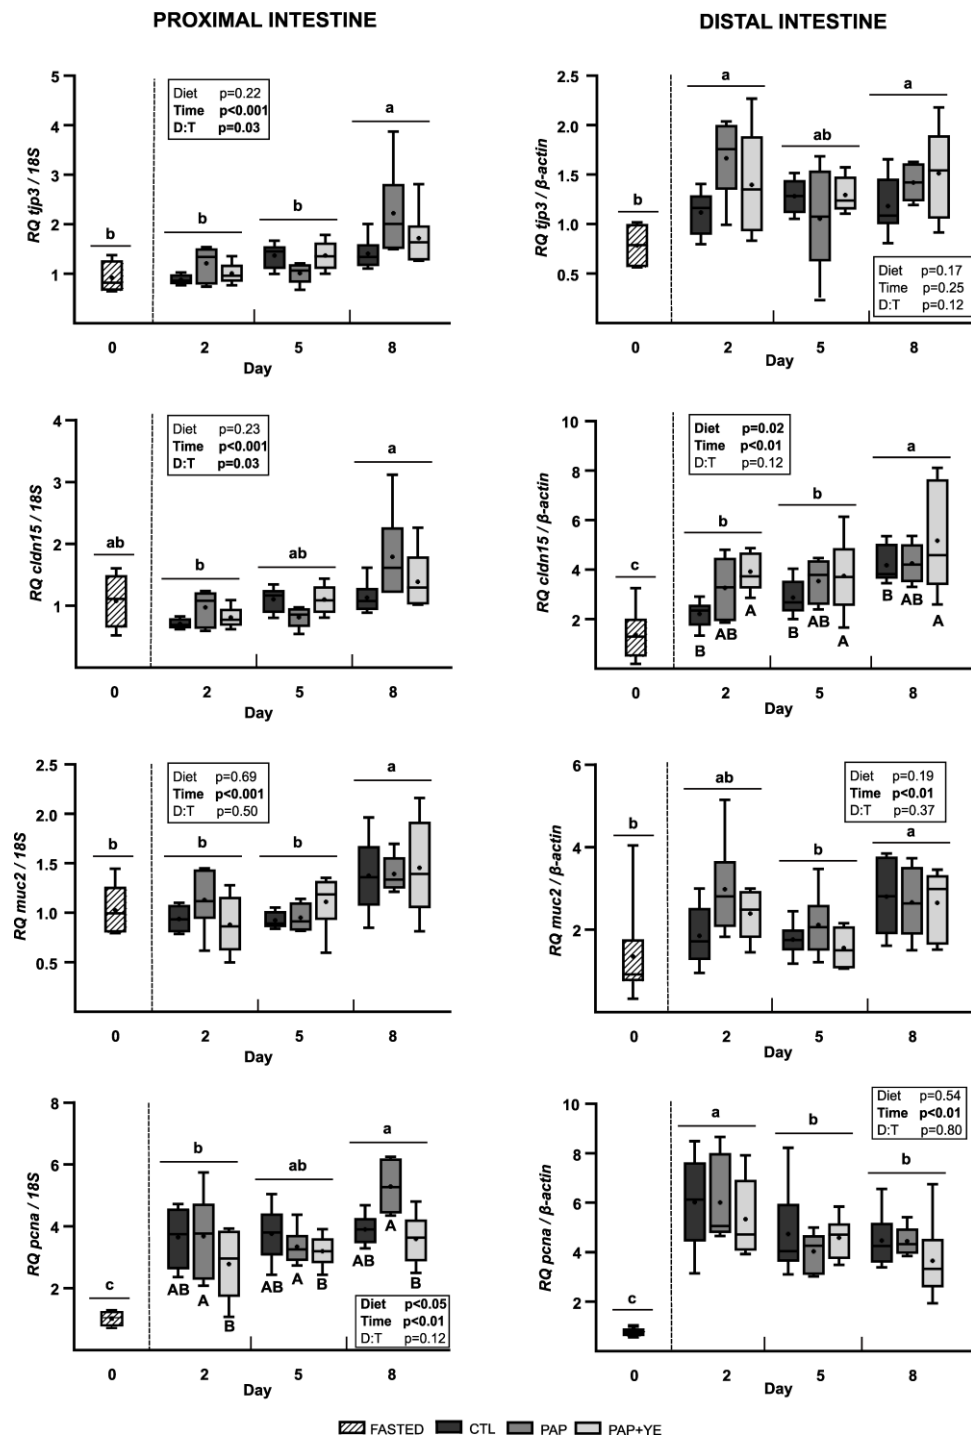 PROXIMAL INTESTINE
DISTAL INTESTINE
RQ tjp3 / 18S
5
4
3
2
1
Diet p=0.22
Time p<0.001
D:T p=0.03
b
b
b
a
0 2 5 8
Day
RQ tjp3 / β-actin
2.5
2.0
1.5
1.0
0.5
0.0
b
a
ab
a
Diet p=0.17
Time p=0.25
D:T p=0.12
0 2 5 8
Day
RQ cldn15 / 18S
4
3
2
1
Diet p=0.23
Time p<0.001
D:T p=0.03
ab
b
ab
a
0 2 5 8
Day
RQ cldn15 / β-actin
10
8
6
4
2
Diet p=0.02
Time p<0.01
D:T p=0.12
c
b
b
a
B AB A
B AB A
B AB A
0 2 5 8
Day
RQ muc2 / 18S
2.5
2.0
1.5
1.0
0.5
Diet p=0.69
Time p<0.001
D:T p=0.50
b
b
b
a
0 2 5 8
Day
RQ muc2 / β-actin
6
4
2
Diet p=0.19
Time p<0.01
D:T p=0.37
b
ab
b
a
0 2 5 8
Day
RQ pcna / 18S
8
6
4
2
c
b
ab
a
AB A B
AB A B
AB A B
Diet p<0.05
Time p<0.01
D:T p=0.12
0 2 5 8
Day
RQ pcna / β-actin
10
8
6
4
2
Diet p=0.54
Time p<0.01
D:T p=0.80
c
a
b
b
0 2 5 8
Day
FASTED CTL PAP PAP+YE